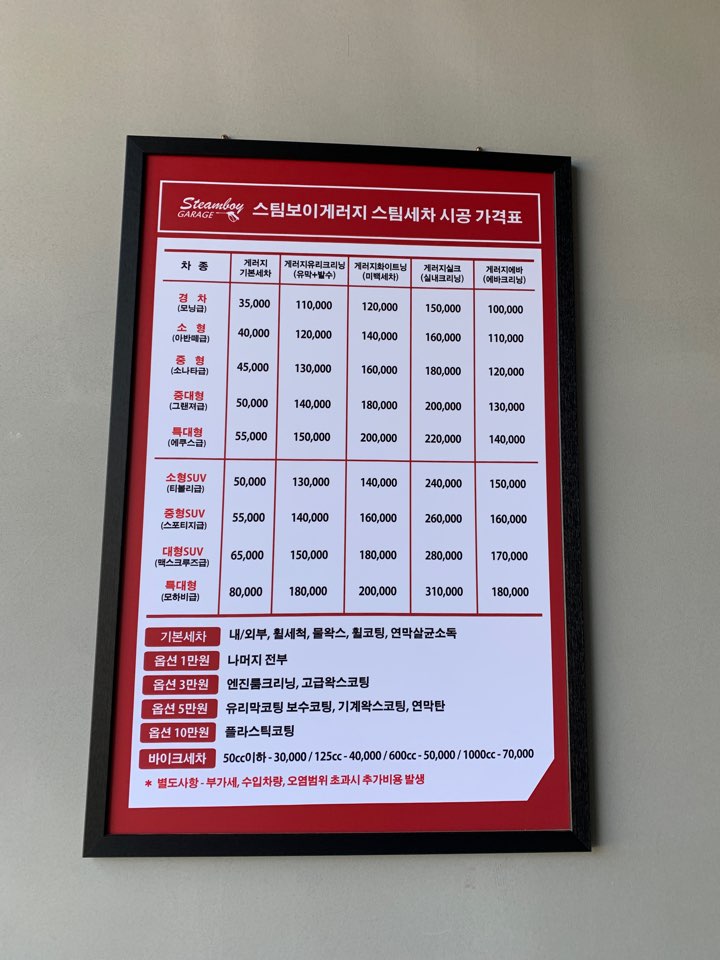 Steamboy
GARAGE
스팀보이게러지 스팀세차 시공 가격표
차 종 게러지 기본세차 게러지유리크리닝 (유막+발수) 게러지화이트닝 (미백세차) 게러지실크 (실내크리닝) 게러지에바 (에바크리닝)
경 차 (모닝급) 35,000 110,000 120,000 150,000 100,000
소 형 (아반떼급) 40,000 120,000 140,000 160,000 110,000
중 형 (소나타급) 45,000 130,000 160,000 180,000 120,000
중대형 (그랜져급) 50,000 140,000 180,000 200,000 130,000
특대형 (에쿠스급) 55,000 150,000 200,000 220,000 140,000
소형SUV (티볼리급) 50,000 130,000 140,000 240,000 150,000
중형SUV (스포티지급) 55,000 140,000 160,000 260,000 160,000
대형SUV (맥스크루즈급) 65,000 150,000 180,000 280,000 170,000
특대형 (모하비급) 80,000 180,000 200,000 310,000 180,000
기본세차 내/외부, 휠세척, 물왁스, 휠코팅, 연막살균소독
옵션 1만원 나머지 전부
옵션 3만원 엔진룸크리닝, 고급왁스코팅
옵션 5만원 유리막코팅 보수코팅, 기계왁스코팅, 연막탄
옵션 10만원 플라스틱코팅
바이크세차 50cc이하 - 30,000 / 125cc - 40,000 / 600cc - 50,000 / 1000cc - 70,000
* 별도사항 - 부가세, 수입차량, 오염범위 초과시 추가비용 발생